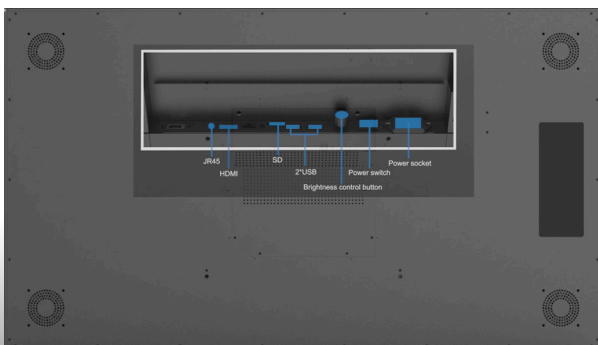 JR45
HDMI
SD
2*USB
Brightness control button
Power switch
Power socket